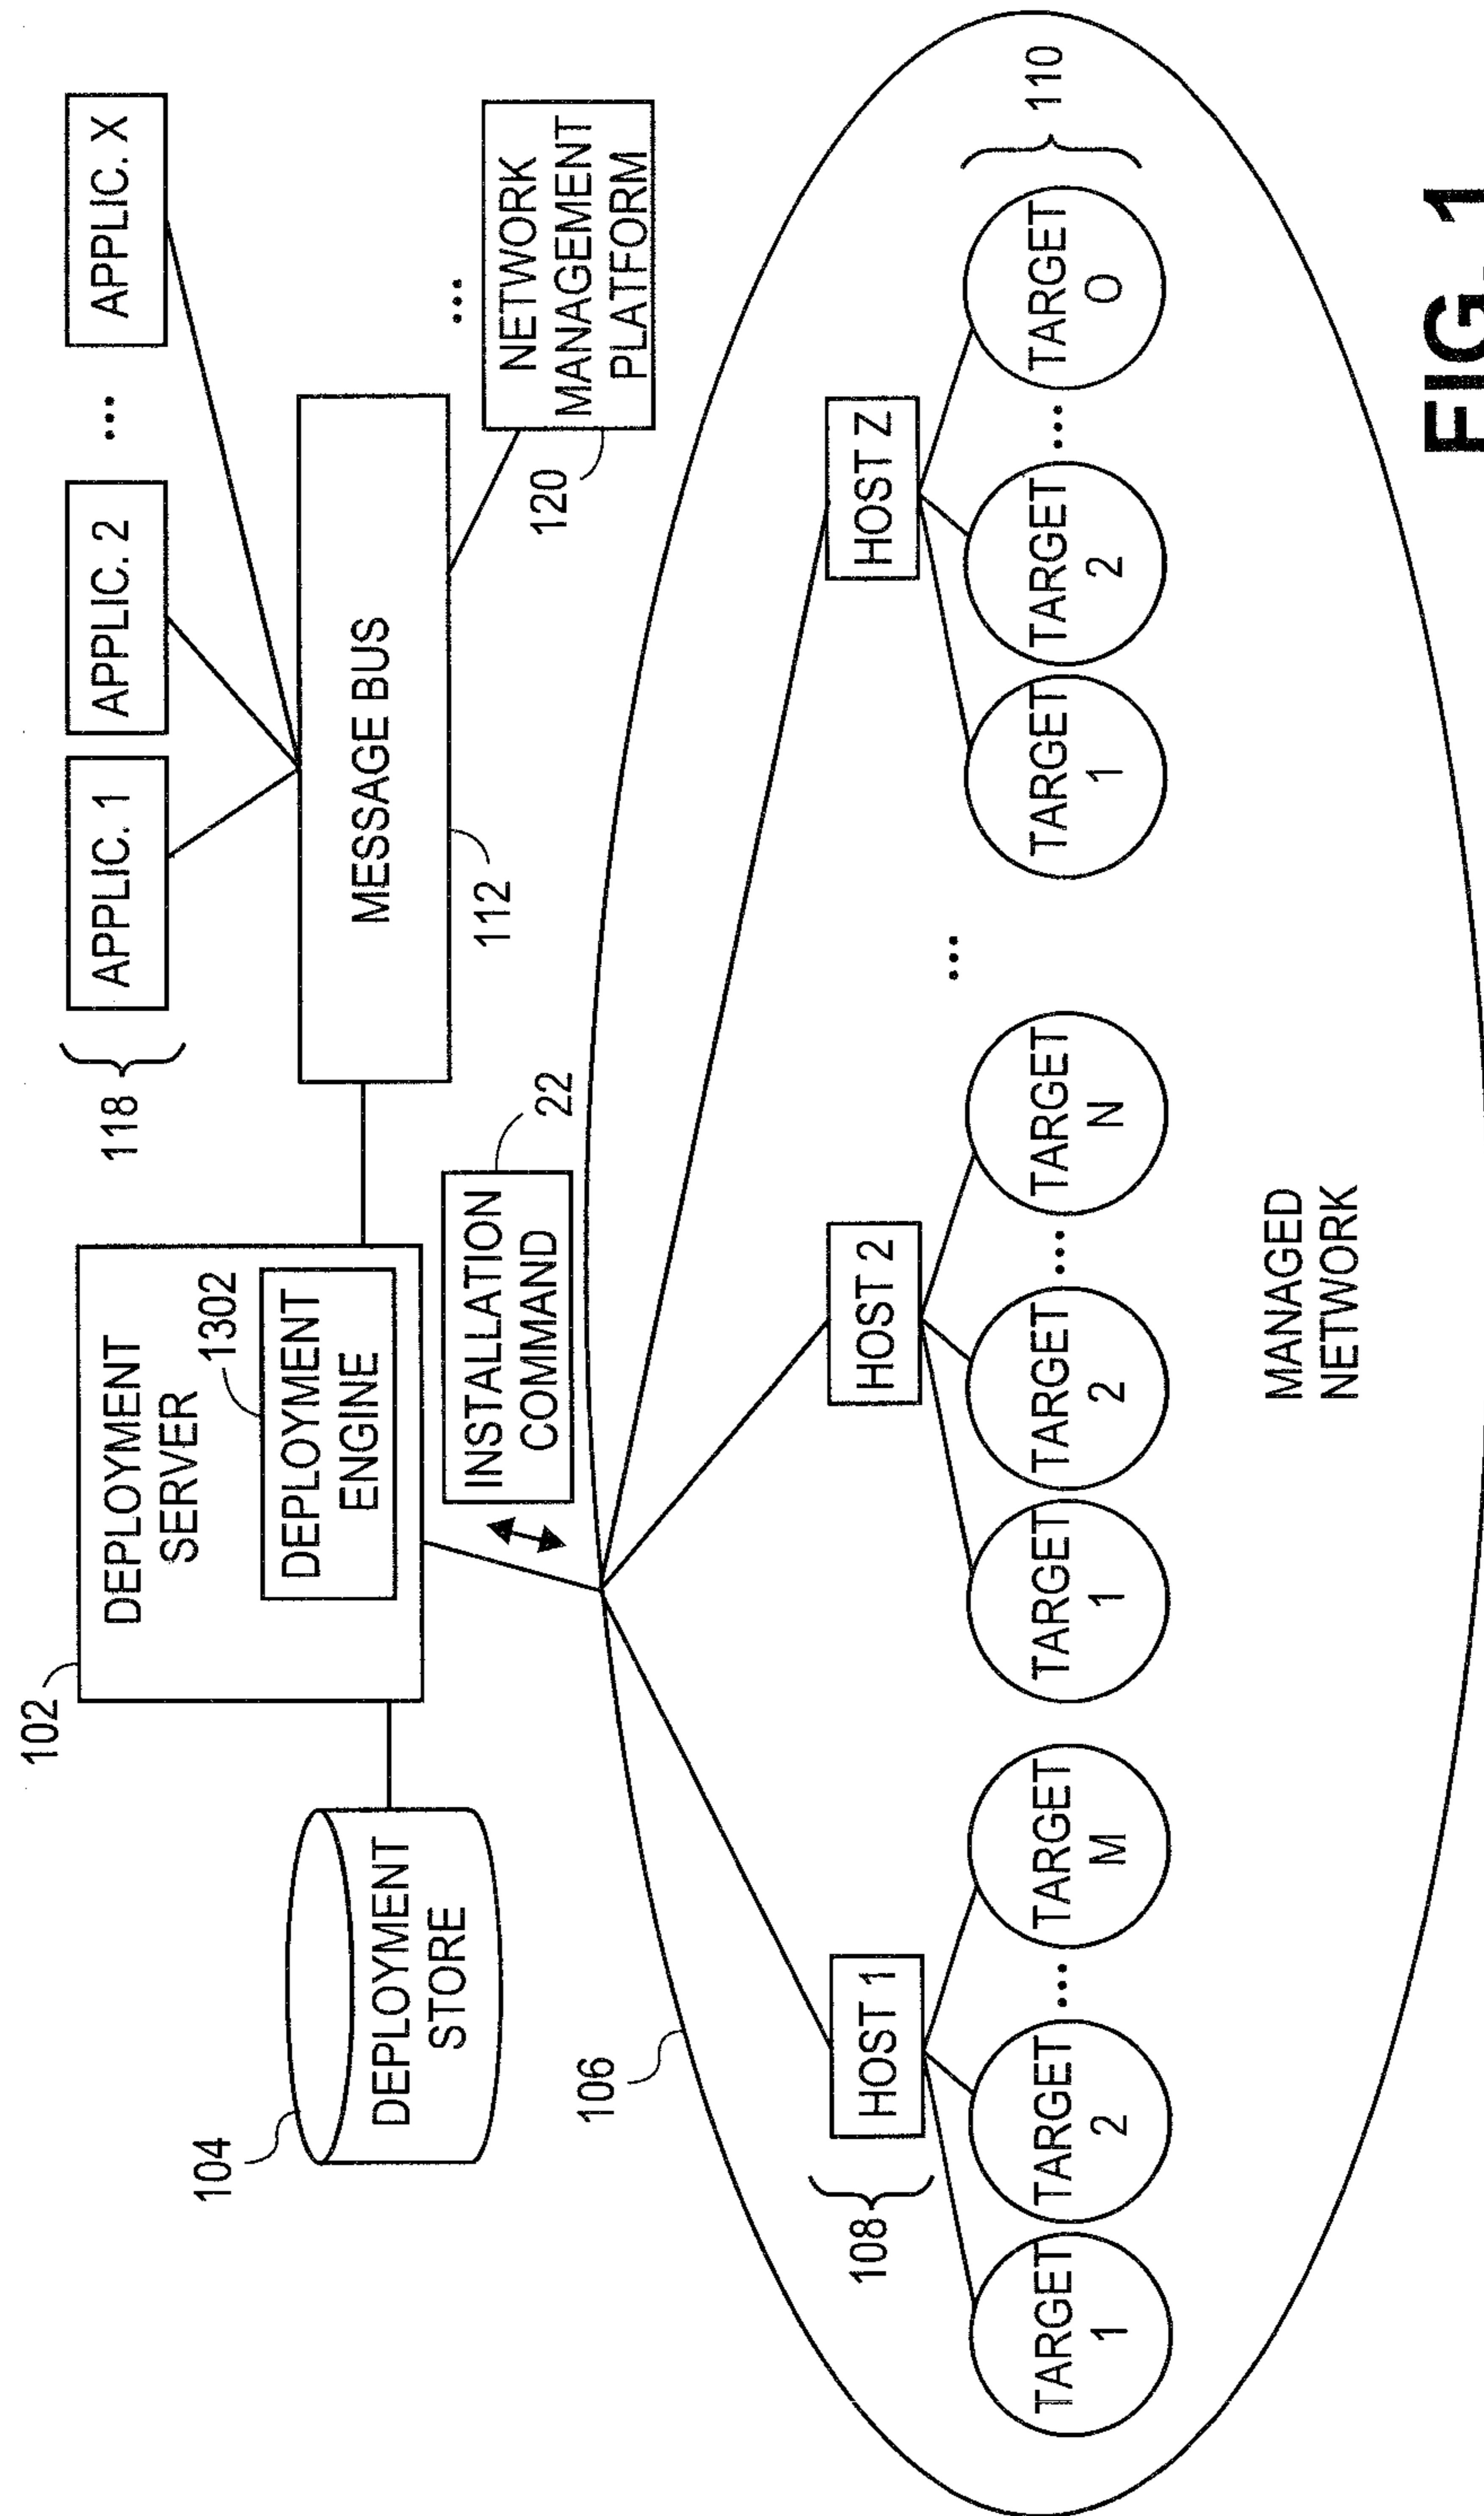 APPLIC. 1
APPLIC. 2
...
APPLIC. X
118
102
DEPLOYMENT
SERVER
1302
DEPLOYMENT
ENGINE
MESSAGE BUS
112
...
NETWORK
MANAGEMENT
PLATFORM
120
104
DEPLOYMENT
STORE
INSTALLATION
COMMAND
22
106
108
HOST 1
HOST 2
...
HOST Z
TARGET
1
TARGET
2
...
TARGET
M
TARGET
1
TARGET
2
...
TARGET
N
TARGET
1
TARGET
2
...
TARGET
O
110
MANAGED
NETWORK
FIG. 1